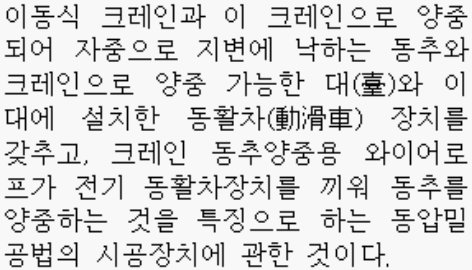 이동식 크레인과 이 크레인으로 양중
되어 자중으로 지변에 낙하는 동추와
크레인으로 양중 가능한 대(臺)와 이
대에 설치한 동활차(動滑車) 장치를
갖추고, 크레인 동추양중용 와이어로
프가 전기 동활차장치를 끼워 동추를
양중하는 것을 특징으로 하는 동압밀
공법의 시공장치에 관한 것이다.